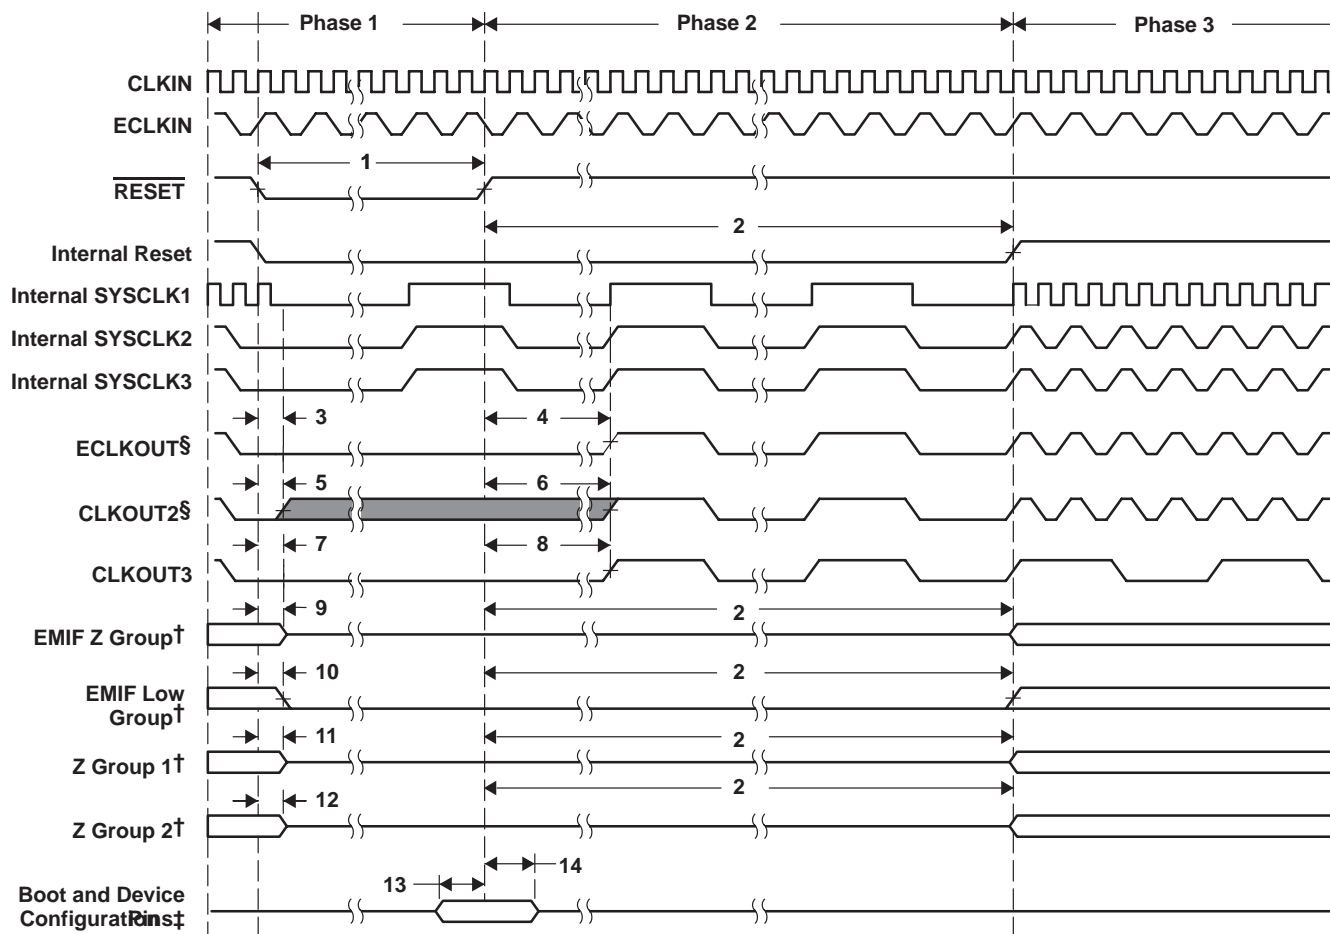 Phase 1
Phase 2
Phase 3
CLKIN
ECLKIN
1
RESET
2
Internal Reset
Internal SYSCLK1
Internal SYSCLK2
Internal SYSCLK3
3
4
ECLKOUT§
5
6
CLKOUT2§
7
8
CLKOUT3
9
2
EMIF Z Group†
10
2
EMIF Low
Group†
11
2
Z Group 1†
12
2
Z Group 2†
14
13
Boot and Device
Configuration Pins‡